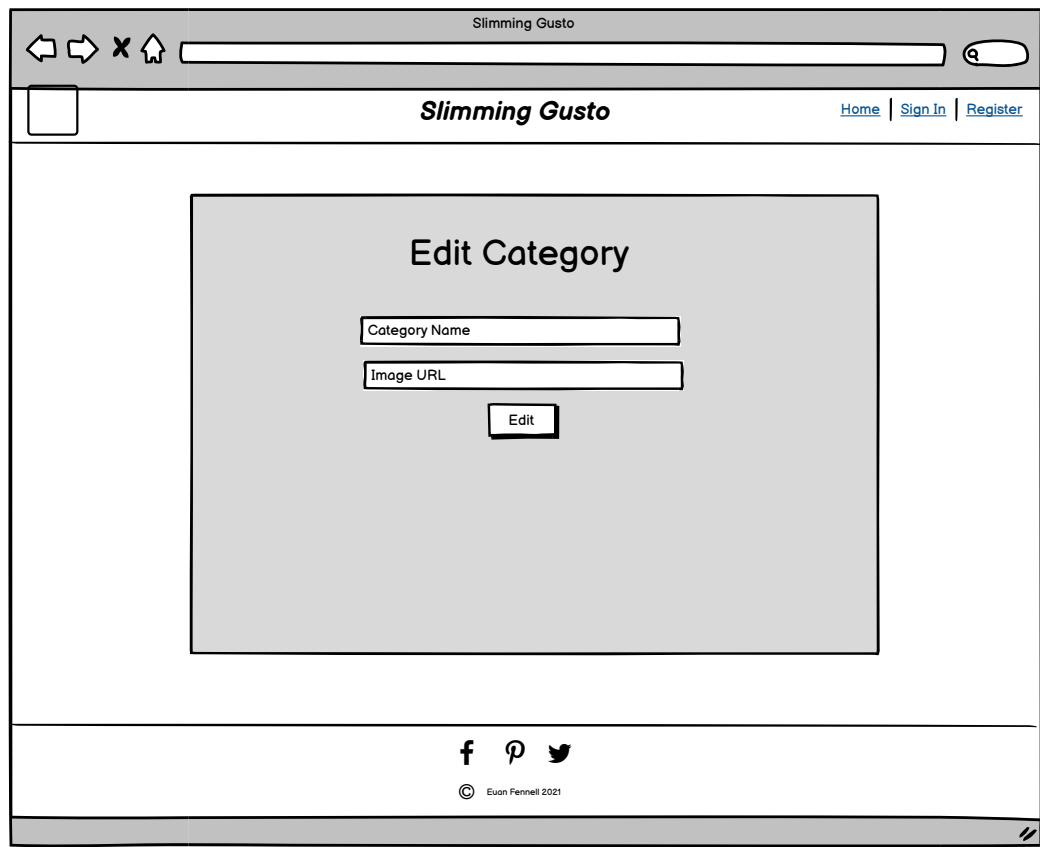 Slimming Gusto
Slimming Gusto
Home | Sign In | Register
Edit Category
Category Name
Image URL
Edit
© Euan Fennell 2021